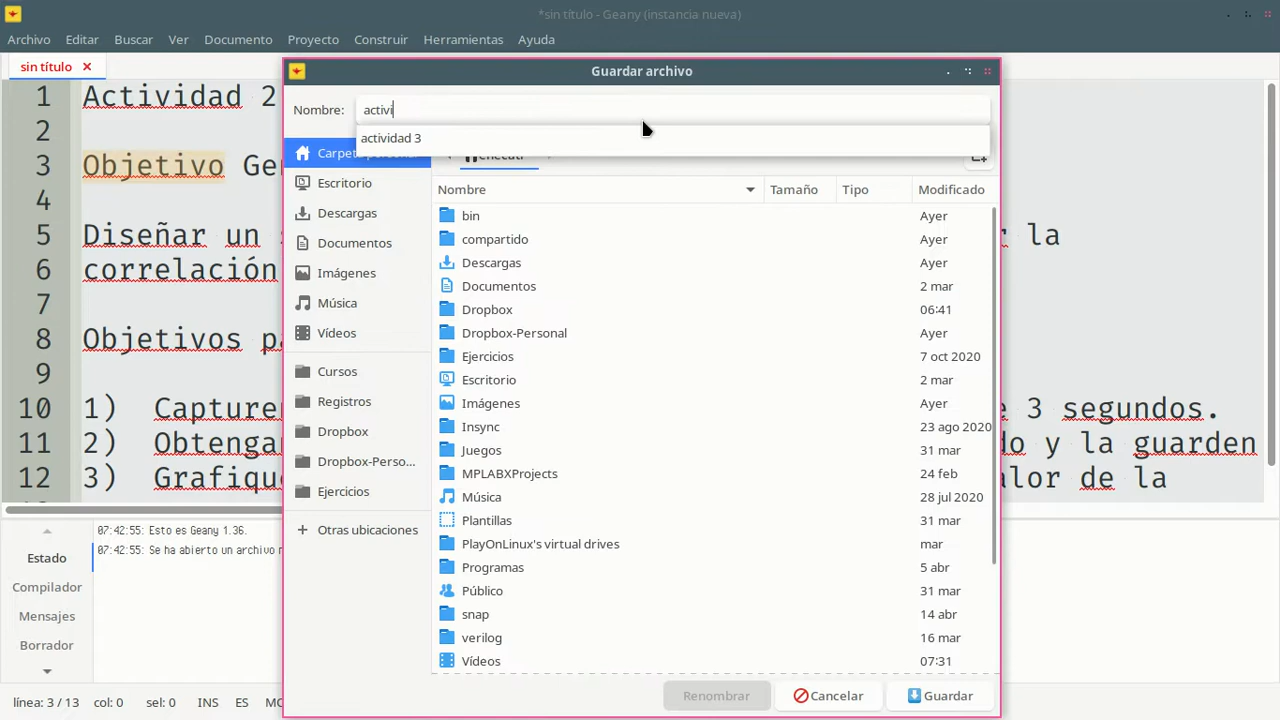 *sin título - Geany (instancia nueva)
Archivo Editar Buscar Ver Documento Proyecto Construir Herramientas Ayuda
sin título
1 Actividad 2
2
3 Objetivo
4
5 Diseñar un la
6 correlación
7
8 Objetivos
9
10 1) 3 segundos.
11 2) y la guarden
12 3) de la
Guardar archivo
Nombre: activi
actividad 3
Escritorio
Descargas
Documentos
Imágenes
Música
Vídeos
Cursos
Registros
Dropbox
Dropbox-Perso...
Ejercicios
Otras ubicaciones
Nombre Tamaño Tipo Modificado
bin Ayer
compartido Ayer
Descargas Ayer
Documentos 2 mar
Dropbox 06:41
Dropbox-Personal Ayer
Ejercicios 7 oct 2020
Escritorio 2 mar
Imágenes Ayer
Insync 23 ago 2020
Juegos 31 mar
MPLABXProjects 24 feb
Música 28 jul 2020
Plantillas 31 mar
PlayOnLinux's virtual drives mar
Programas 5 abr
Público 31 mar
snap 14 abr
verilog 16 mar
Vídeos 07:31
Renombrar Cancelar Guardar
Estado
Compilador
Mensajes
Borrador
07:42:55: Esto es Geany 1.36.
07:42:55: Se ha abierto un archivo
línea: 3 / 13 col: 0 sel: 0 INS ES